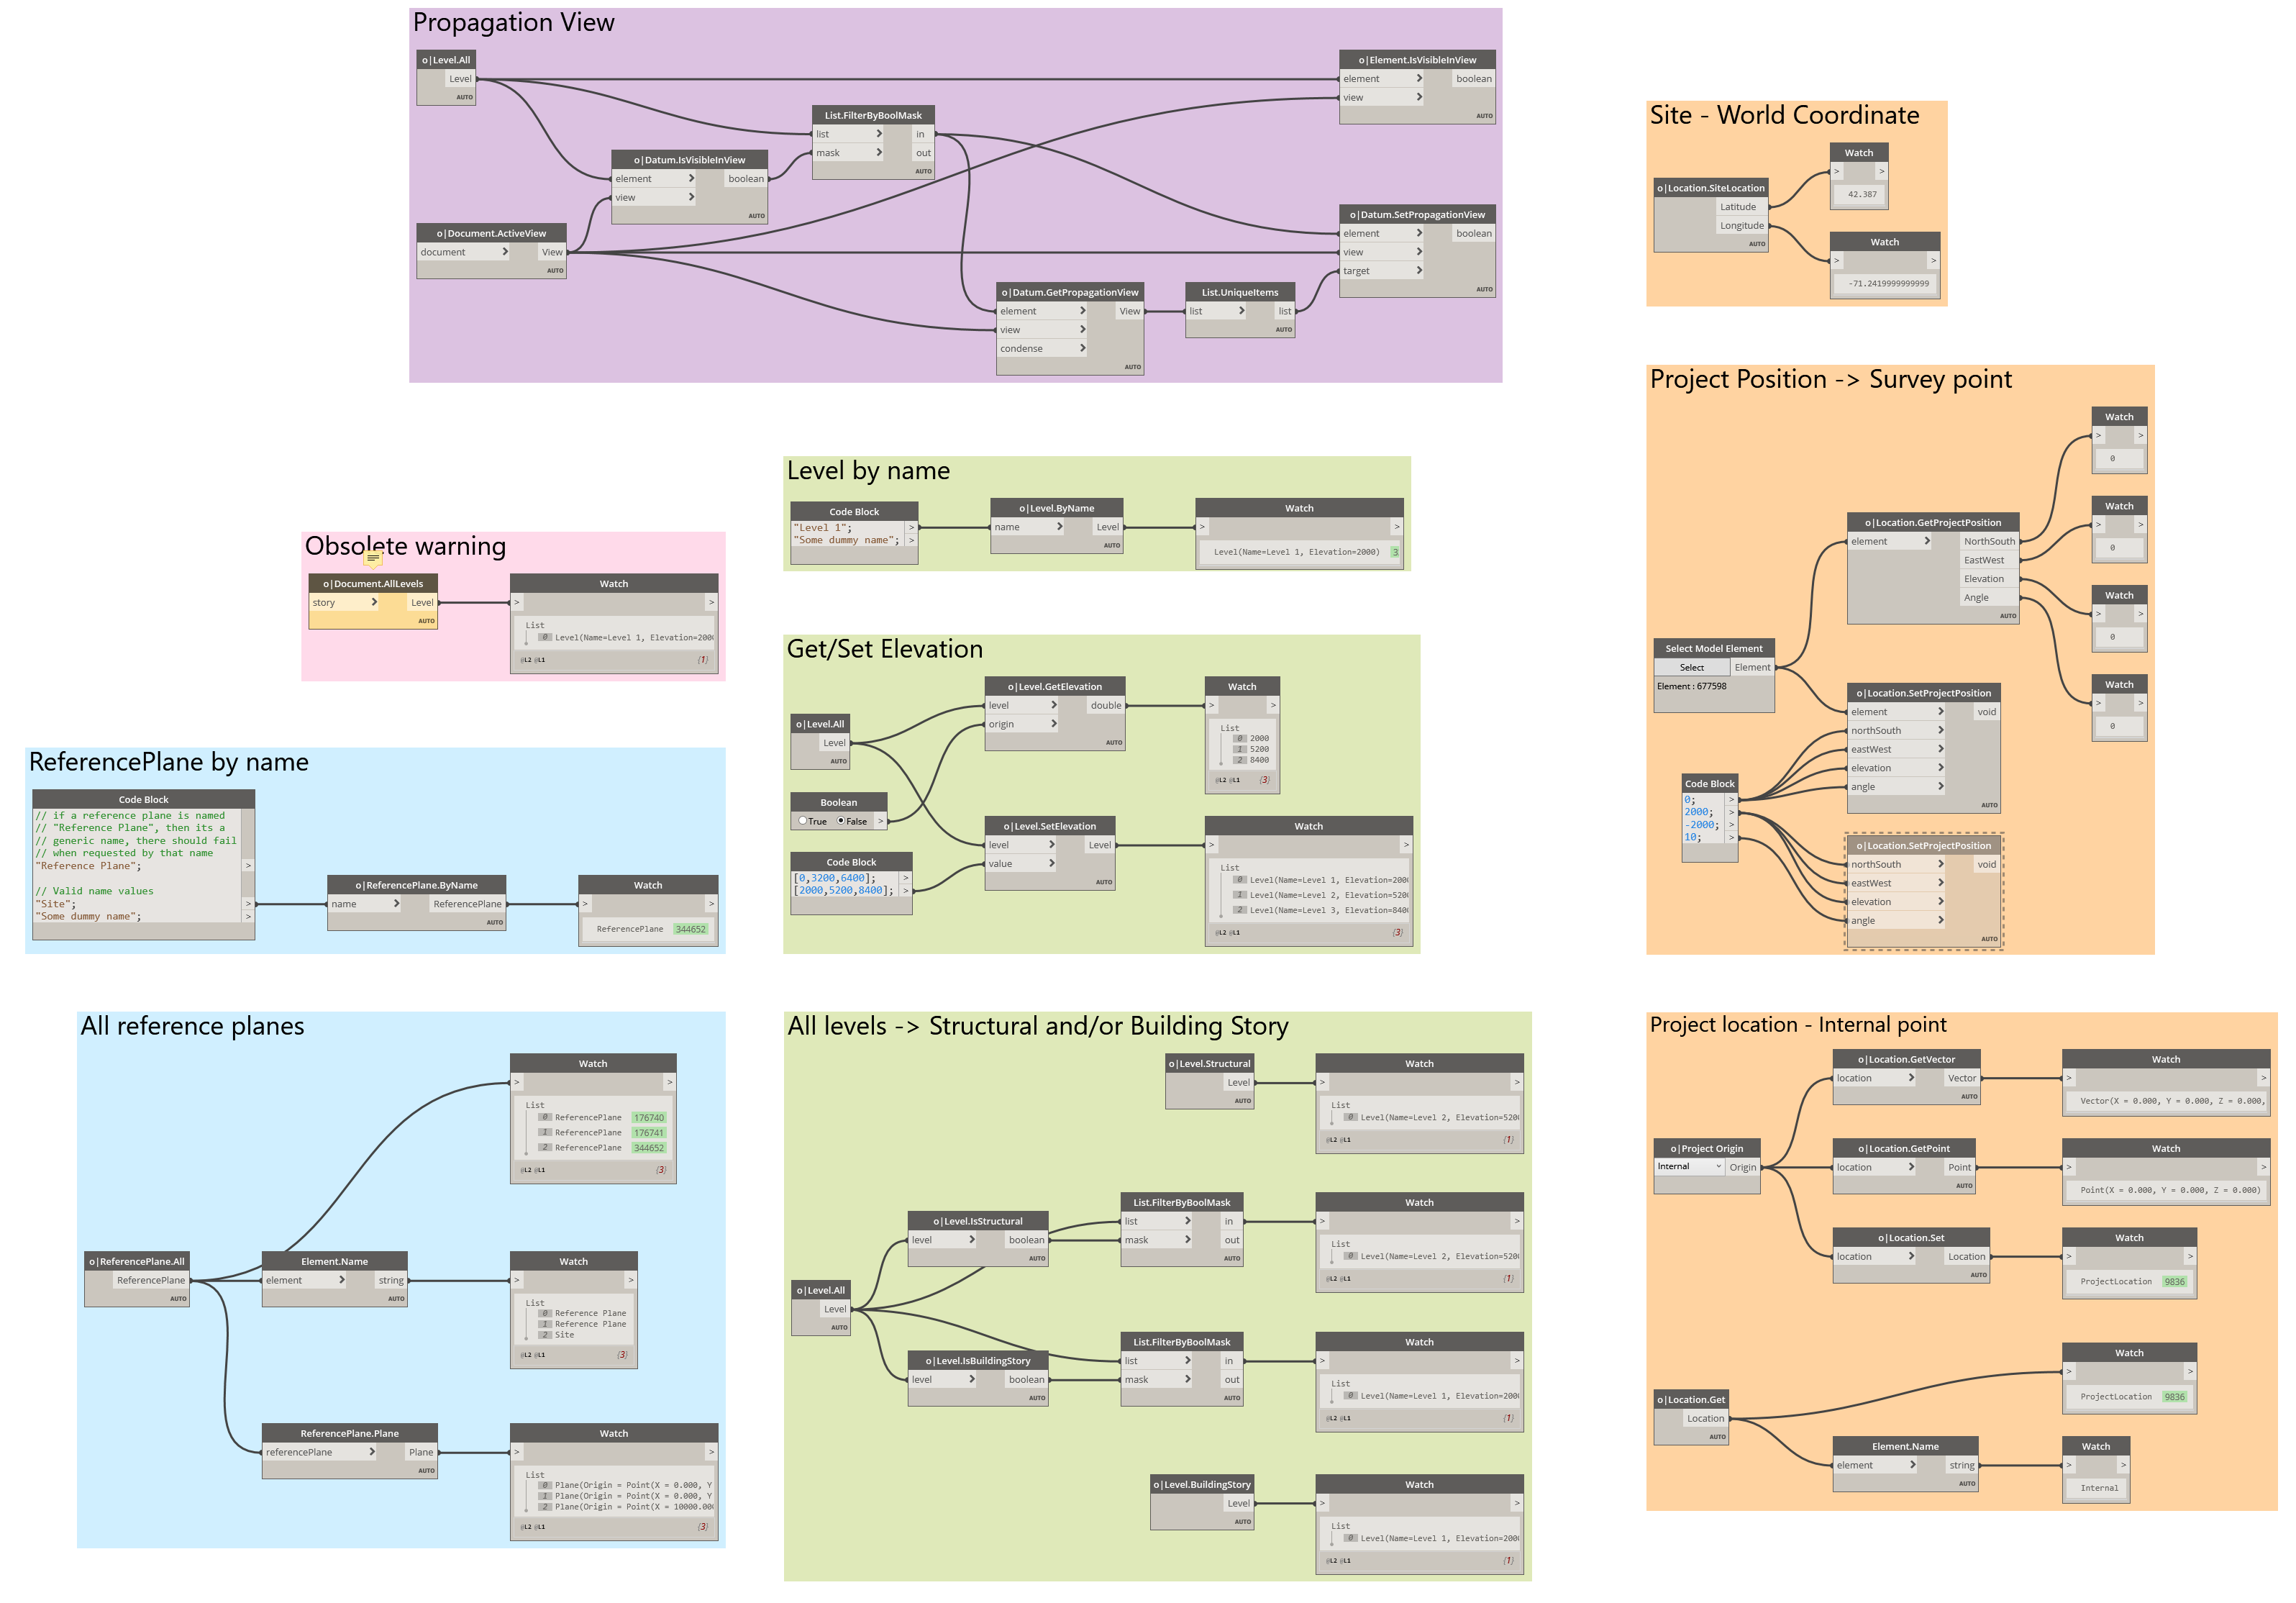 Propagation View
o|Level.All
Level
AUTO
o|Document.ActiveView
document > View
AUTO
o|Datum.IsVisibleInView
element > boolean
view >
AUTO
List.FilterByBoolMask
list > in
mask > out
AUTO
o|Datum.GetPropagationView
element > View
view >
condense >
AUTO
List.UniqueItems
list > list
AUTO
o|Element.IsVisibleInView
element > boolean
view >
AUTO
o|Datum.SetPropagationView
element > boolean
view >
target >
AUTO
Site - World Coordinate
o|Location.SiteLocation
Latitude
Longitude
AUTO
Watch
> >
42.387
Watch
> >
-71.2419999999999
Project Position -> Survey point
Select Model Element
Select Element
Element : 677598
Code Block
0; >
2000; >
-2000; >
10; >
o|Location.GetProjectPosition
element > NorthSouth
EastWest
Elevation
Angle
AUTO
o|Location.SetProjectPosition
element > void
northSouth >
eastWest >
elevation >
angle >
AUTO
o|Location.SetProjectPosition
northSouth > void
eastWest >
elevation >
angle >
AUTO
Watch
> >
0
Watch
> >
0
Watch
> >
0
Watch
> >
0
Level by name
Code Block
"Level 1"; >
"Some dummy name"; >
o|Level.ByName
name > Level
AUTO
Watch
> >
Level(Name=Level 1, Elevation=2000) 3
Obsolete warning
o|Document.AllLevels
story > Level
AUTO
Watch
> >
List
0 Level(Name=Level 1, Elevation=2000
@L2 @L1 {1}
Get/Set Elevation
o|Level.All
Level
AUTO
Boolean
True False >
Code Block
[0,3200,6400]; >
[2000,5200,8400]; >
o|Level.GetElevation
level > double
origin >
AUTO
o|Level.SetElevation
level > Level
value >
AUTO
Watch
> >
List
0 2000
1 5200
2 8400
@L2 @L1 {3}
Watch
> >
List
0 Level(Name=Level 1, Elevation=2000
1 Level(Name=Level 2, Elevation=5200
2 Level(Name=Level 3, Elevation=8400
@L2 @L1 {3}
ReferencePlane by name
Code Block
// if a reference plane is named
// "Reference Plane", then its a
// generic name, there should fail
// when requested by that name
"Reference Plane"; >
// Valid name values
"Site"; >
"Some dummy name"; >
o|ReferencePlane.ByName
name > ReferencePlane
AUTO
Watch
> >
ReferencePlane 344652
All reference planes
o|ReferencePlane.All
ReferencePlane
AUTO
Watch
> >
List
0 ReferencePlane 176740
1 ReferencePlane 176741
2 ReferencePlane 344652
@L2 @L1 {3}
Element.Name
element > string
AUTO
Watch
> >
List
0 Reference Plane
1 Reference Plane
2 Site
@L2 @L1 {3}
ReferencePlane.Plane
referencePlane > Plane
AUTO
Watch
> >
List
0 Plane(Origin = Point(X = 0.000, Y
1 Plane(Origin = Point(X = 0.000, Y
2 Plane(Origin = Point(X = 10000.000
@L2 @L1 {3}
All levels -> Structural and/or Building Story
o|Level.Structural
Level
AUTO
Watch
> >
List
0 Level(Name=Level 2, Elevation=5200
@L2 @L1 {1}
o|Level.All
Level
AUTO
o|Level.IsStructural
level > boolean
AUTO
List.FilterByBoolMask
list > in
mask > out
AUTO
Watch
> >
List
0 Level(Name=Level 2, Elevation=5200
@L2 @L1 {1}
o|Level.IsBuildingStory
level > boolean
AUTO
List.FilterByBoolMask
list > in
mask > out
AUTO
Watch
> >
List
0 Level(Name=Level 1, Elevation=2000
@L2 @L1 {1}
o|Level.BuildingStory
Level
AUTO
Watch
> >
List
0 Level(Name=Level 1, Elevation=2000
@L2 @L1 {1}
Project location - Internal point
o|Project Origin
Internal Origin
o|Location.GetVector
location > Vector
AUTO
Watch
> >
Vector(X = 0.000, Y = 0.000, Z = 0.000,
o|Location.GetPoint
location > Point
AUTO
Watch
> >
Point(X = 0.000, Y = 0.000, Z = 0.000)
o|Location.Set
location > Location
AUTO
Watch
> >
ProjectLocation 9836
o|Location.Get
Location
AUTO
Watch
> >
ProjectLocation 9836
Element.Name
element > string
AUTO
Watch
> >
Internal